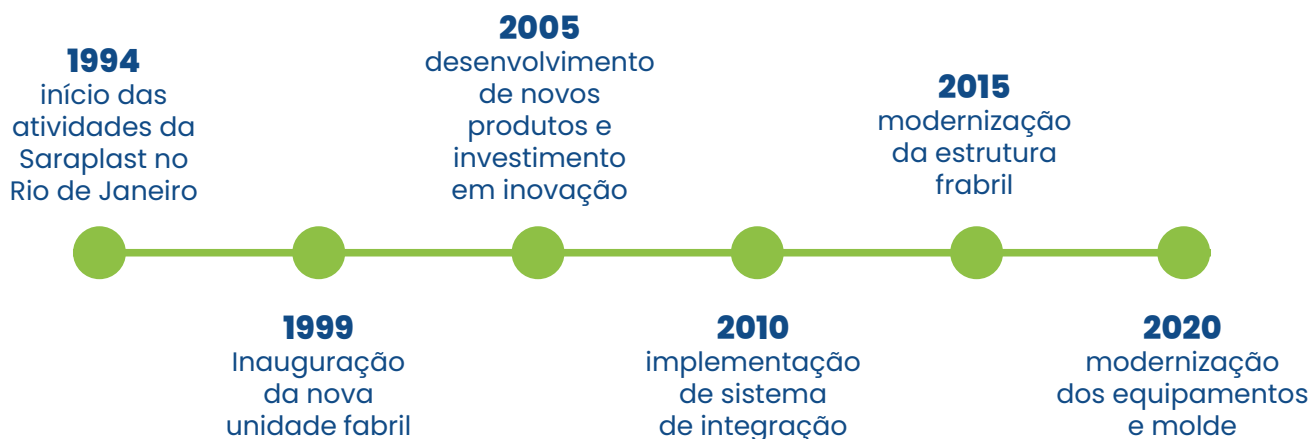 1994
início das
atividades da
Saraplast no
Rio de Janeiro
1999
Inauguração
da nova
unidade fabril
2005
desenvolvimento
de novos
produtos e
investimento
em inovação
2010
implementação
de sistema
de integração
2015
modernização
da estrutura
frabril
2020
modernização
dos equipamentos
e molde